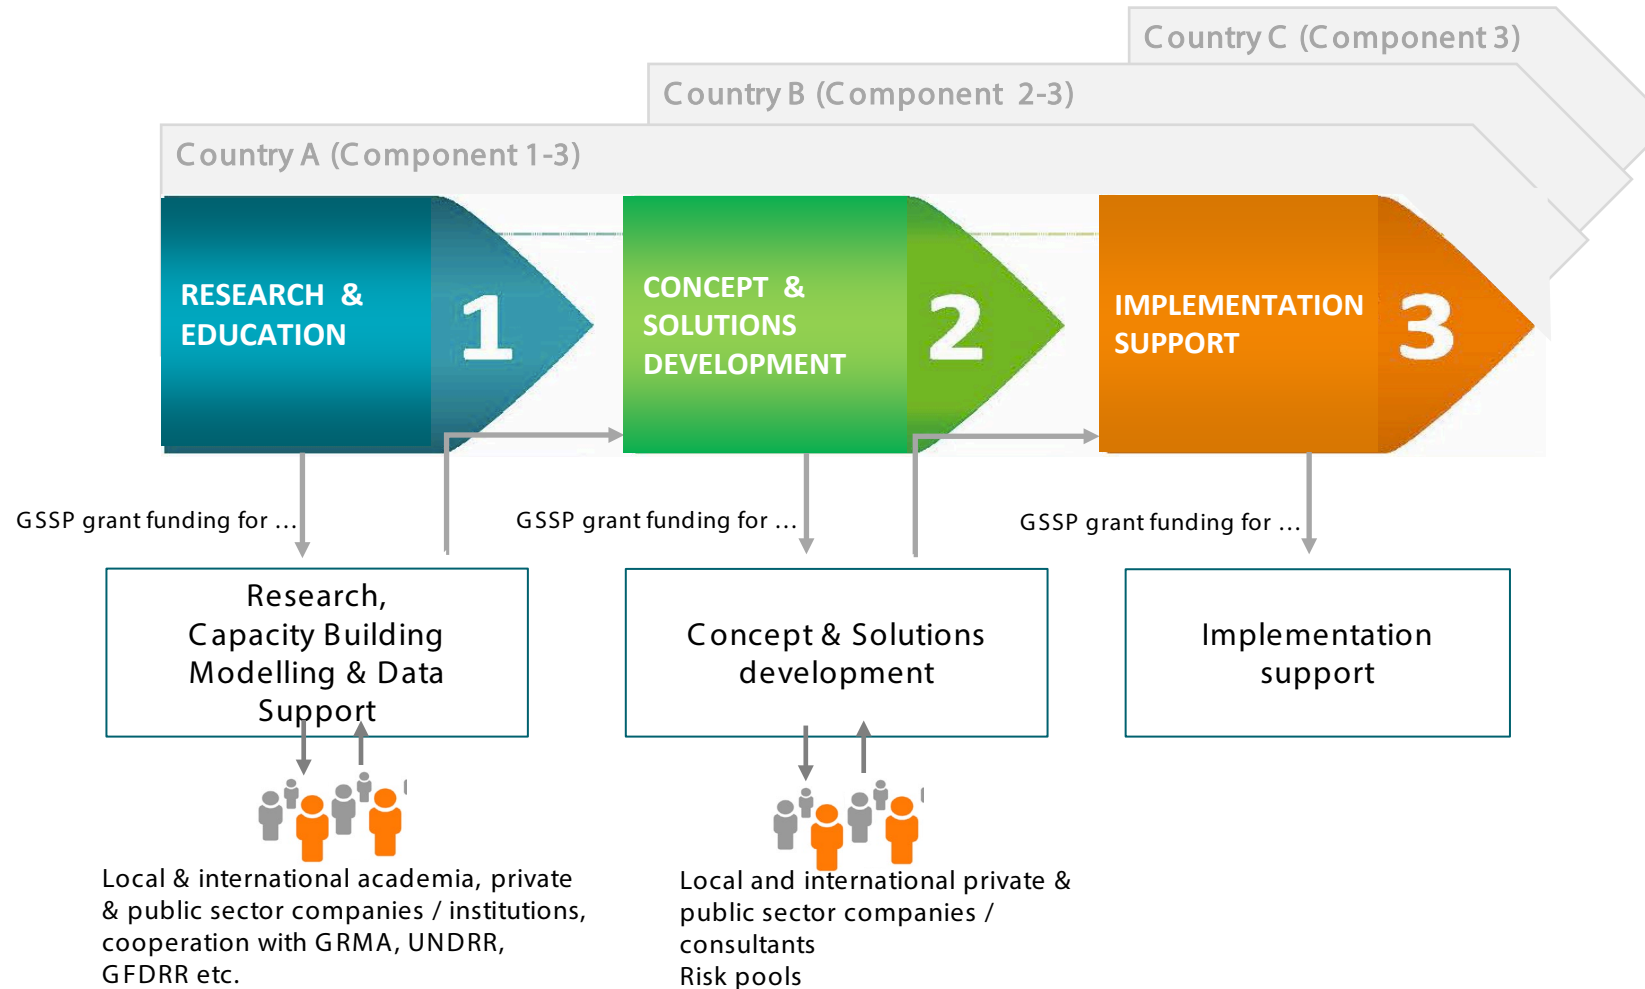 Country C (Component 3)
Country B (Component 2-3)
Country A (Component 1-3)
RESEARCH &
EDUCATION
1
CONCEPT &
SOLUTIONS
DEVELOPMENT
2
IMPLEMENTATION
SUPPORT
3
GSSP grant funding for …
GSSP grant funding for …
GSSP grant funding for …
Research,
Capacity Building
Modelling & Data
Support
Concept & Solutions
development
Implementation
support
Local & international academia, private
& public sector companies / institutions,
cooperation with GRMA, UNDRR,
GFDRR etc.
Local and international private &
public sector companies /
consultants
Risk pools